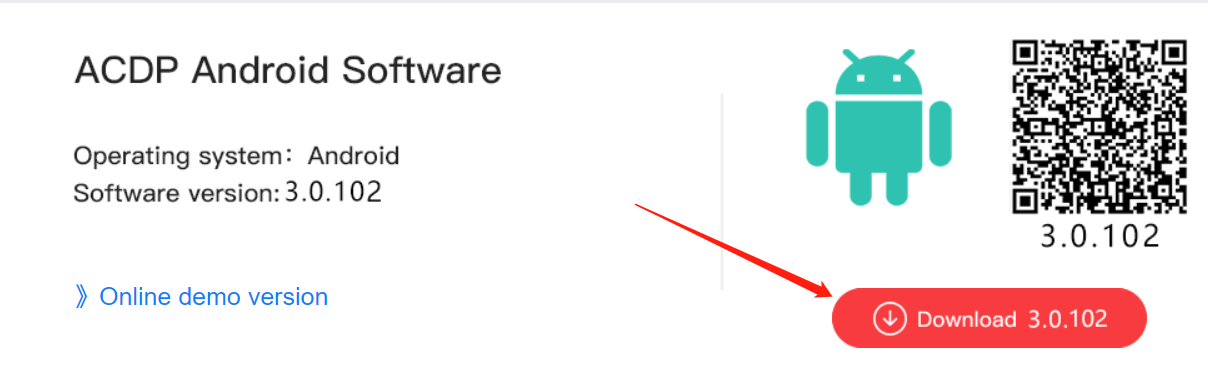 ACDP Android Software
Operating system：Android
Software version: 3.0.102
》Online demo version
3.0.102
Download 3.0.102